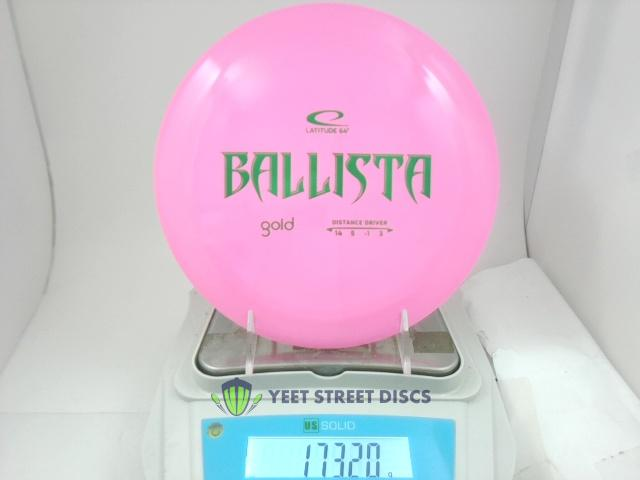 LATITUDE 64°
BALLISTA
gold
DISTANCE DRIVER
14 5 -1 3
YEET STREET DISCS
US SOLID
173.20 g